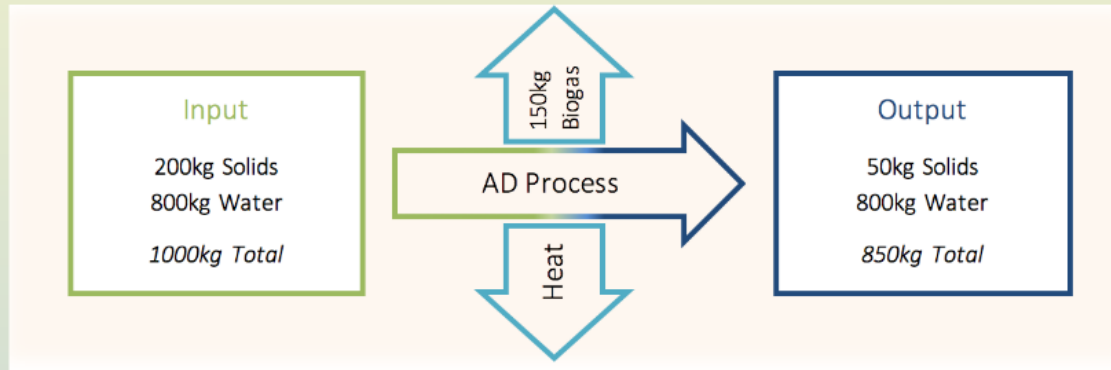 Input
200kg Solids
800kg Water
1000kg Total
150kg
Biogas
AD Process
Heat
Output
50kg Solids
800kg Water
850kg Total